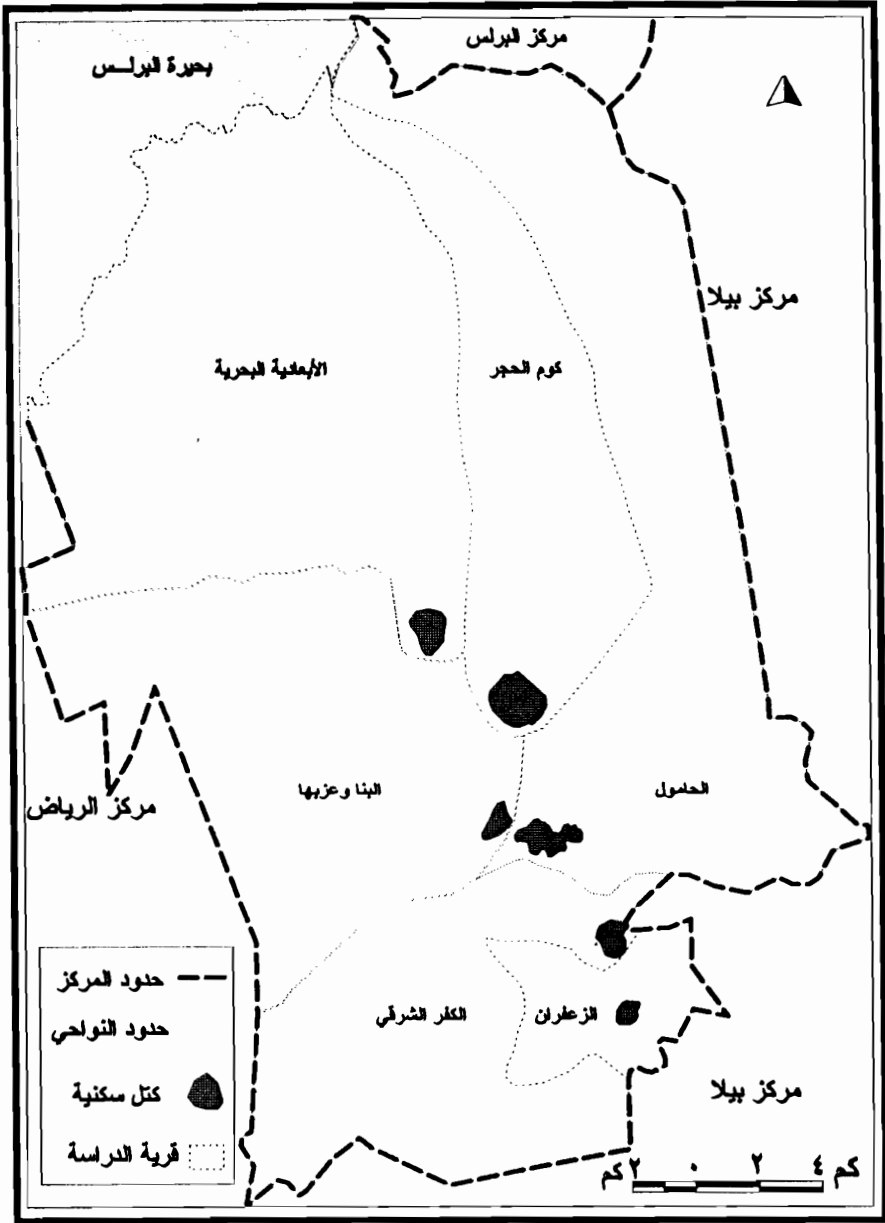 مركز البرلس
بحيرة البرلــس
مركز بيلا
كوم الحجر
الأبعادية البحرية
الحامول
البنا وعزبها
مركز الرياض
حدود المركز
حدود النواحي
كتل سكنية
قرية الدراسة
الزعفران
الكفر الشرقي
مركز بيلا
كم ٢ ٠ ٢ ٤ كم